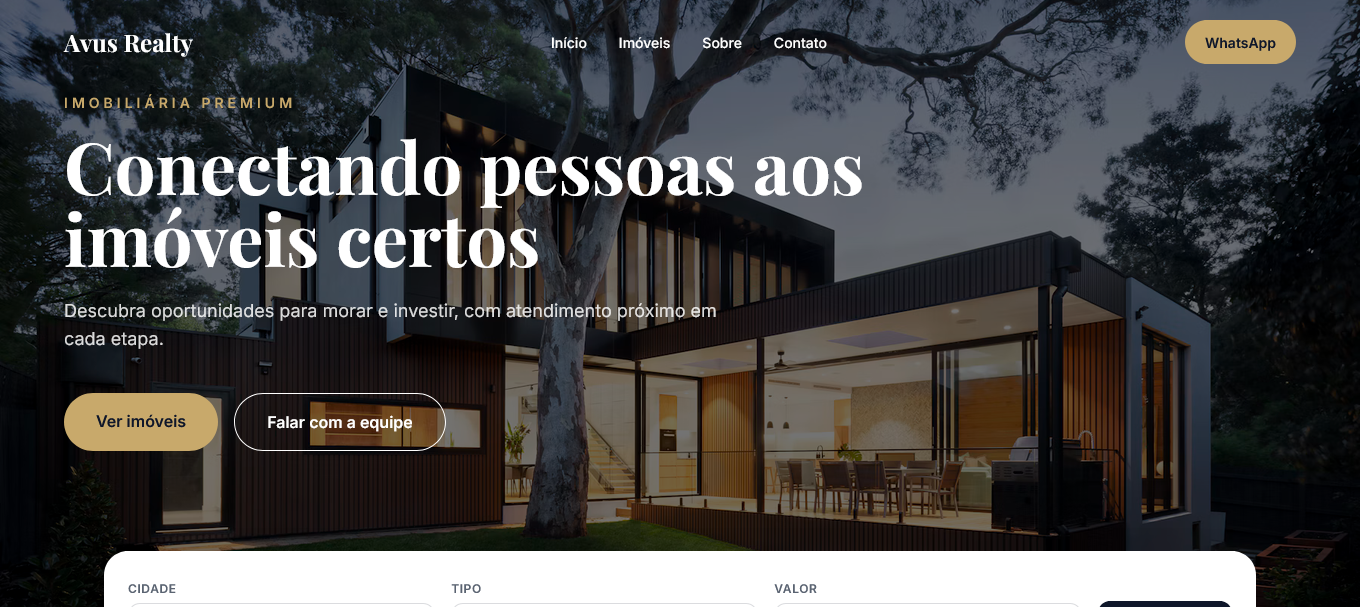 Avus Realty
Início
Imóveis
Sobre
Contato
WhatsApp
IMOBILIÁRIA PREMIUM
Conectando pessoas aos
imóveis certos
Descubra oportunidades para morar e investir, com atendimento próximo em
cada etapa.
Ver imóveis
Falar com a equipe
CIDADE
TIPO
VALOR